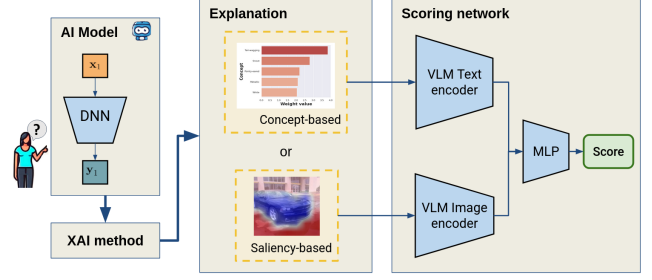 AI Model
x1
DNN
y1
?
XAI method
Explanation
Concept
Weight value
Concept-based
or
Saliency-based
Scoring network
VLM Text
encoder
VLM Image
encoder
MLP
Score